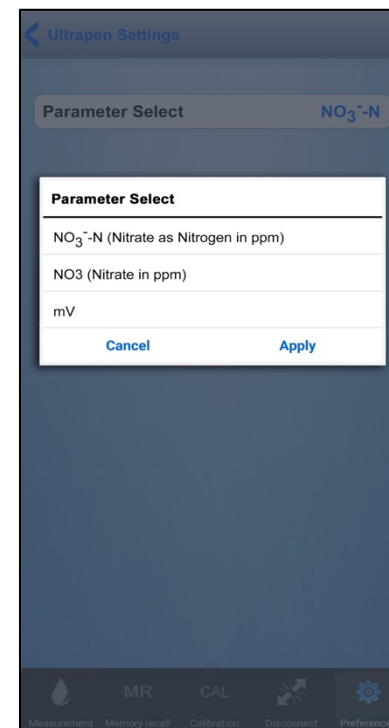 Ultrapen Settings
Parameter Select NO₃⁻-N
Parameter Select
NO₃⁻-N (Nitrate as Nitrogen in ppm)
NO3 (Nitrate in ppm)
mV
Cancel Apply
MR CAL
Measurement Memory recall Calibration Disconnect Preference